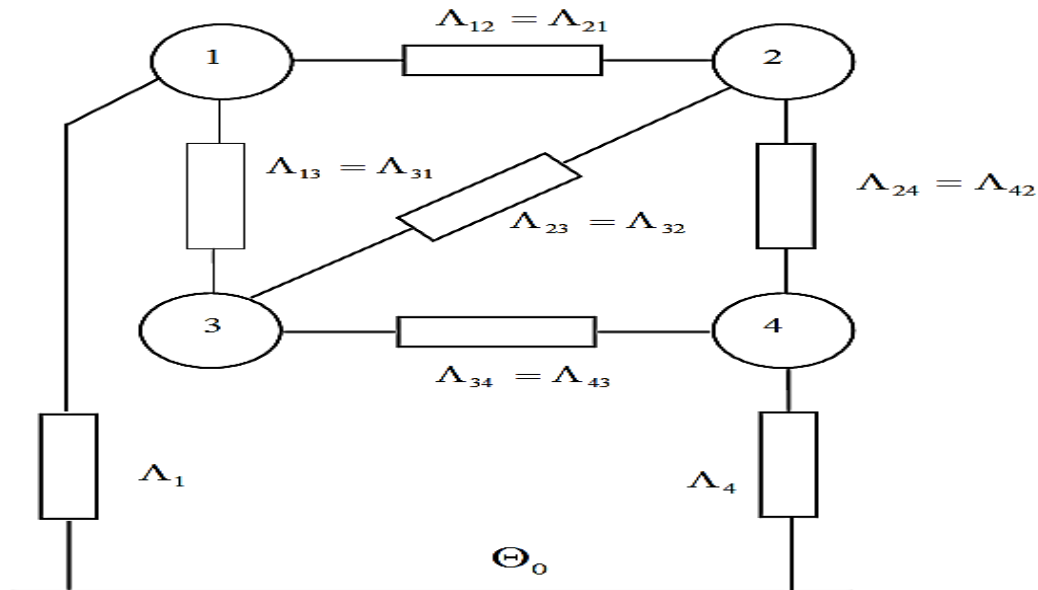 Λ₁₂ = Λ₂₁
1
2
Λ₁₃ = Λ₃₁
Λ₂₄ = Λ₄₂
Λ₂₃ = Λ₃₂
3
4
Λ₃₄ = Λ₄₃
Λ₁
Λ₄
Θ₀